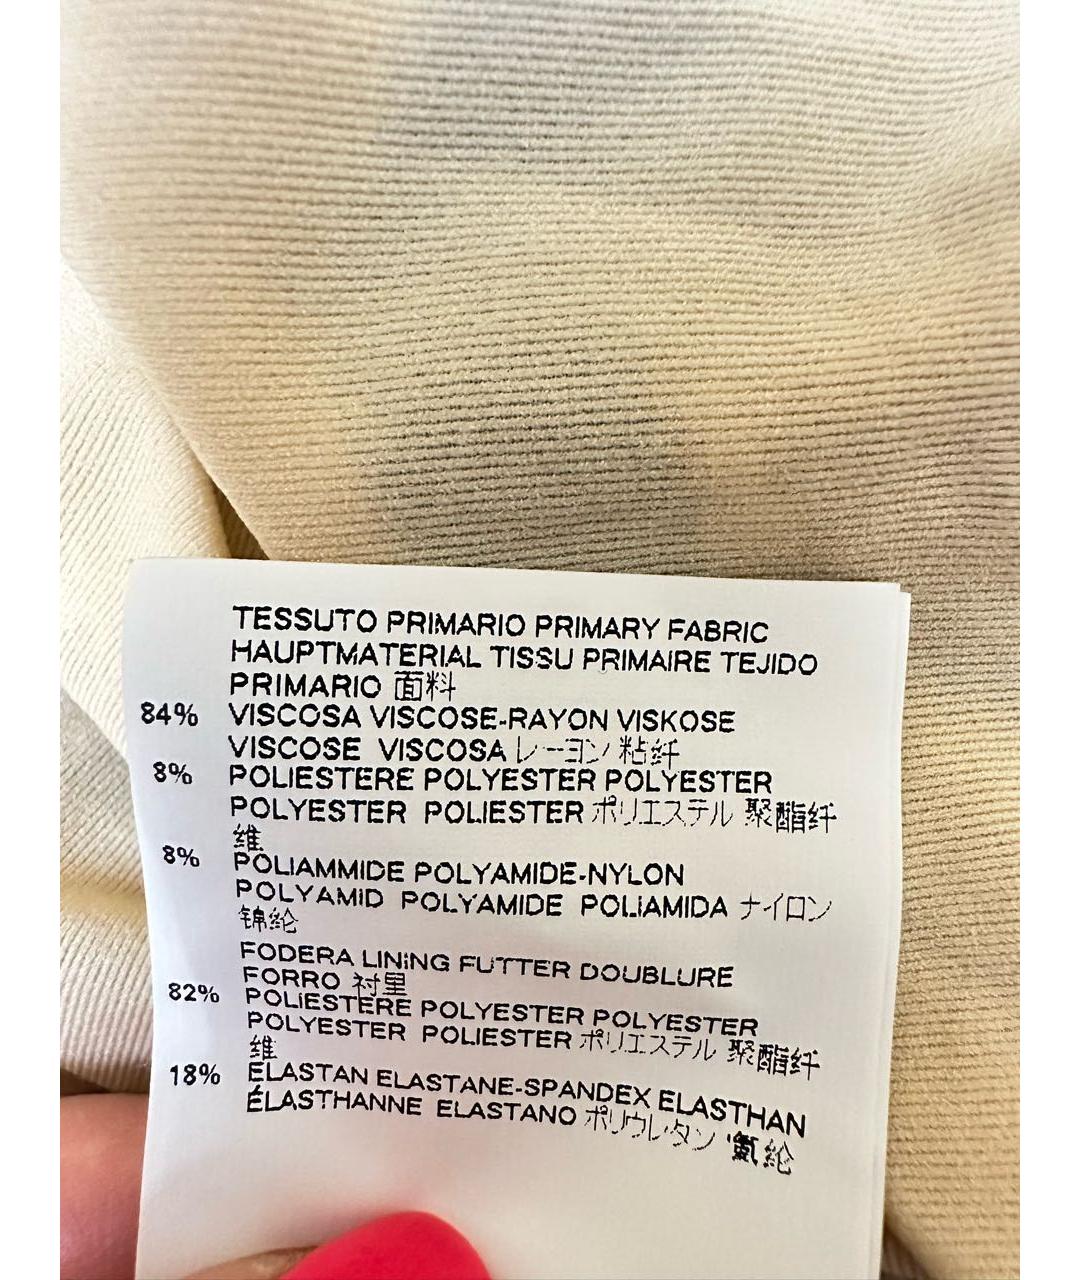 TESSUTO PRIMARIO PRIMARY FABRIC
HAUPTMATERIAL TISSU PRIMAIRE TEJIDO
PRIMARIO 面料
84% VISCOSA VISCOSE-RAYON VISKOSE
VISCOSE VISCOSA レーヨン 粘纤
8% POLIESTERE POLYESTER POLYESTER
POLYESTER POLIESTER ポリエステル 聚酯纤
维
8% POLIAMMIDE POLYAMIDE-NYLON
POLYAMID POLYAMIDE POLIAMIDA ナイロン
锦纶
FODERA LINING FUTTER DOUBLURE
FORRO 衬里
82% POLIESTERE POLYESTER POLYESTER
POLYESTER POLIESTER ポリエステル 聚酯纤
维
18% ELASTAN ELASTANE-SPANDEX ELASTHAN
ÉLASTHANNE ELASTANO ポリウレタン 氨纶